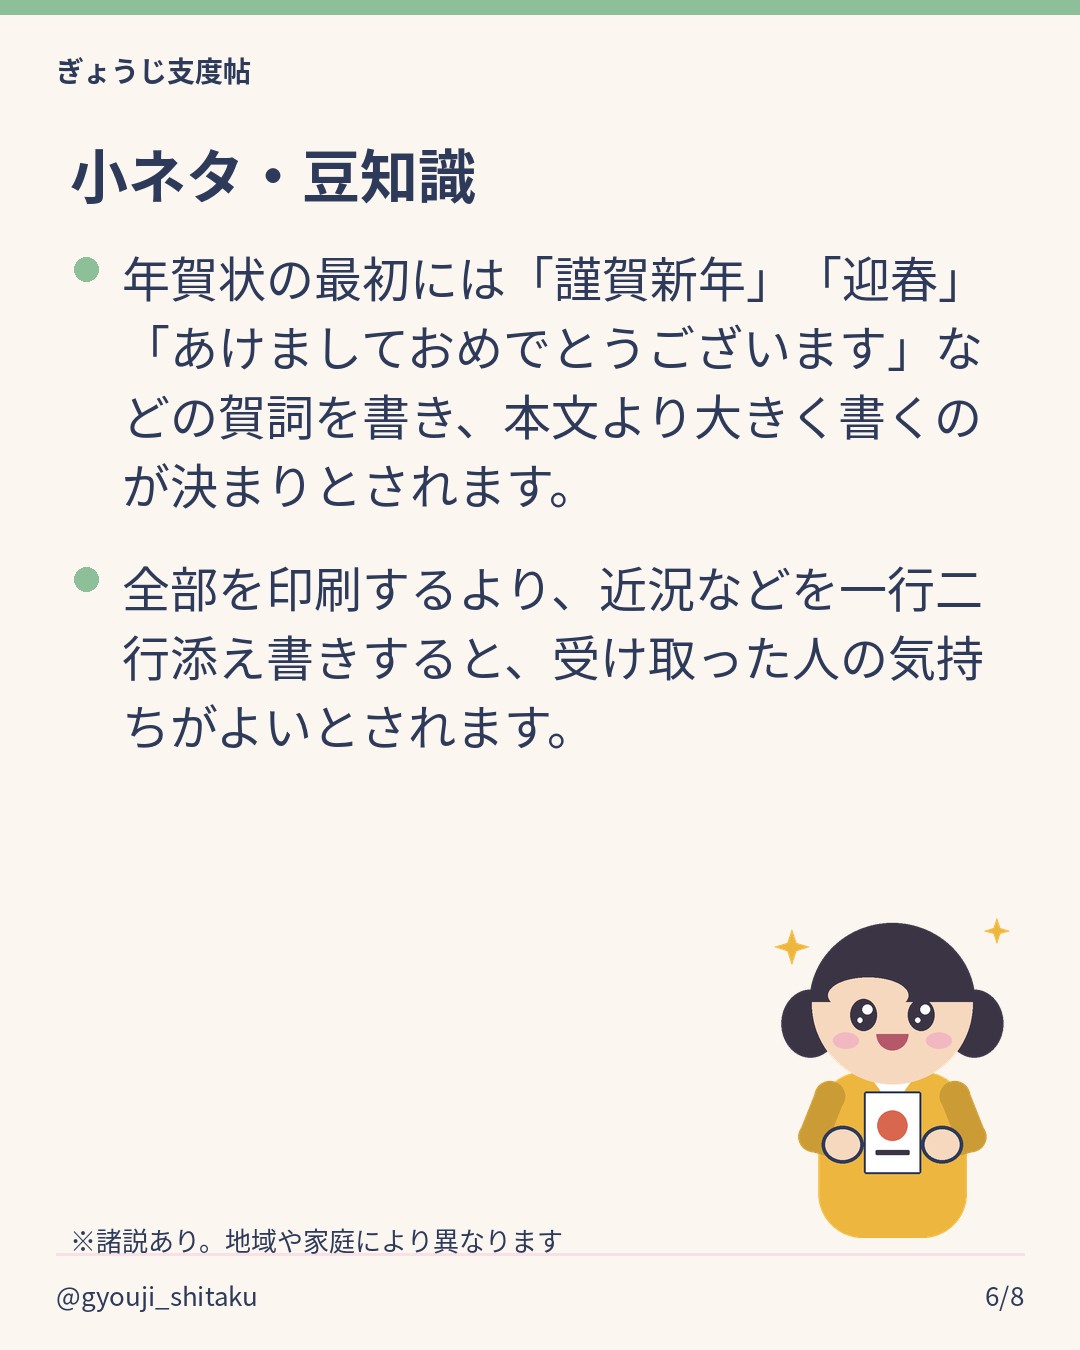 ぎょうじ支度帖
小ネタ・豆知識
年賀状の最初には「謹賀新年」「迎春」
「あけましておめでとうございます」な
どの賀詞を書き、本文より大きく書くの
が決まりとされます。
全部を印刷するより、近況などを一行二
行添え書きすると、受け取った人の気持
ちがよいとされます。
※諸説あり。地域や家庭により異なります
@gyouji_shitaku
6/8